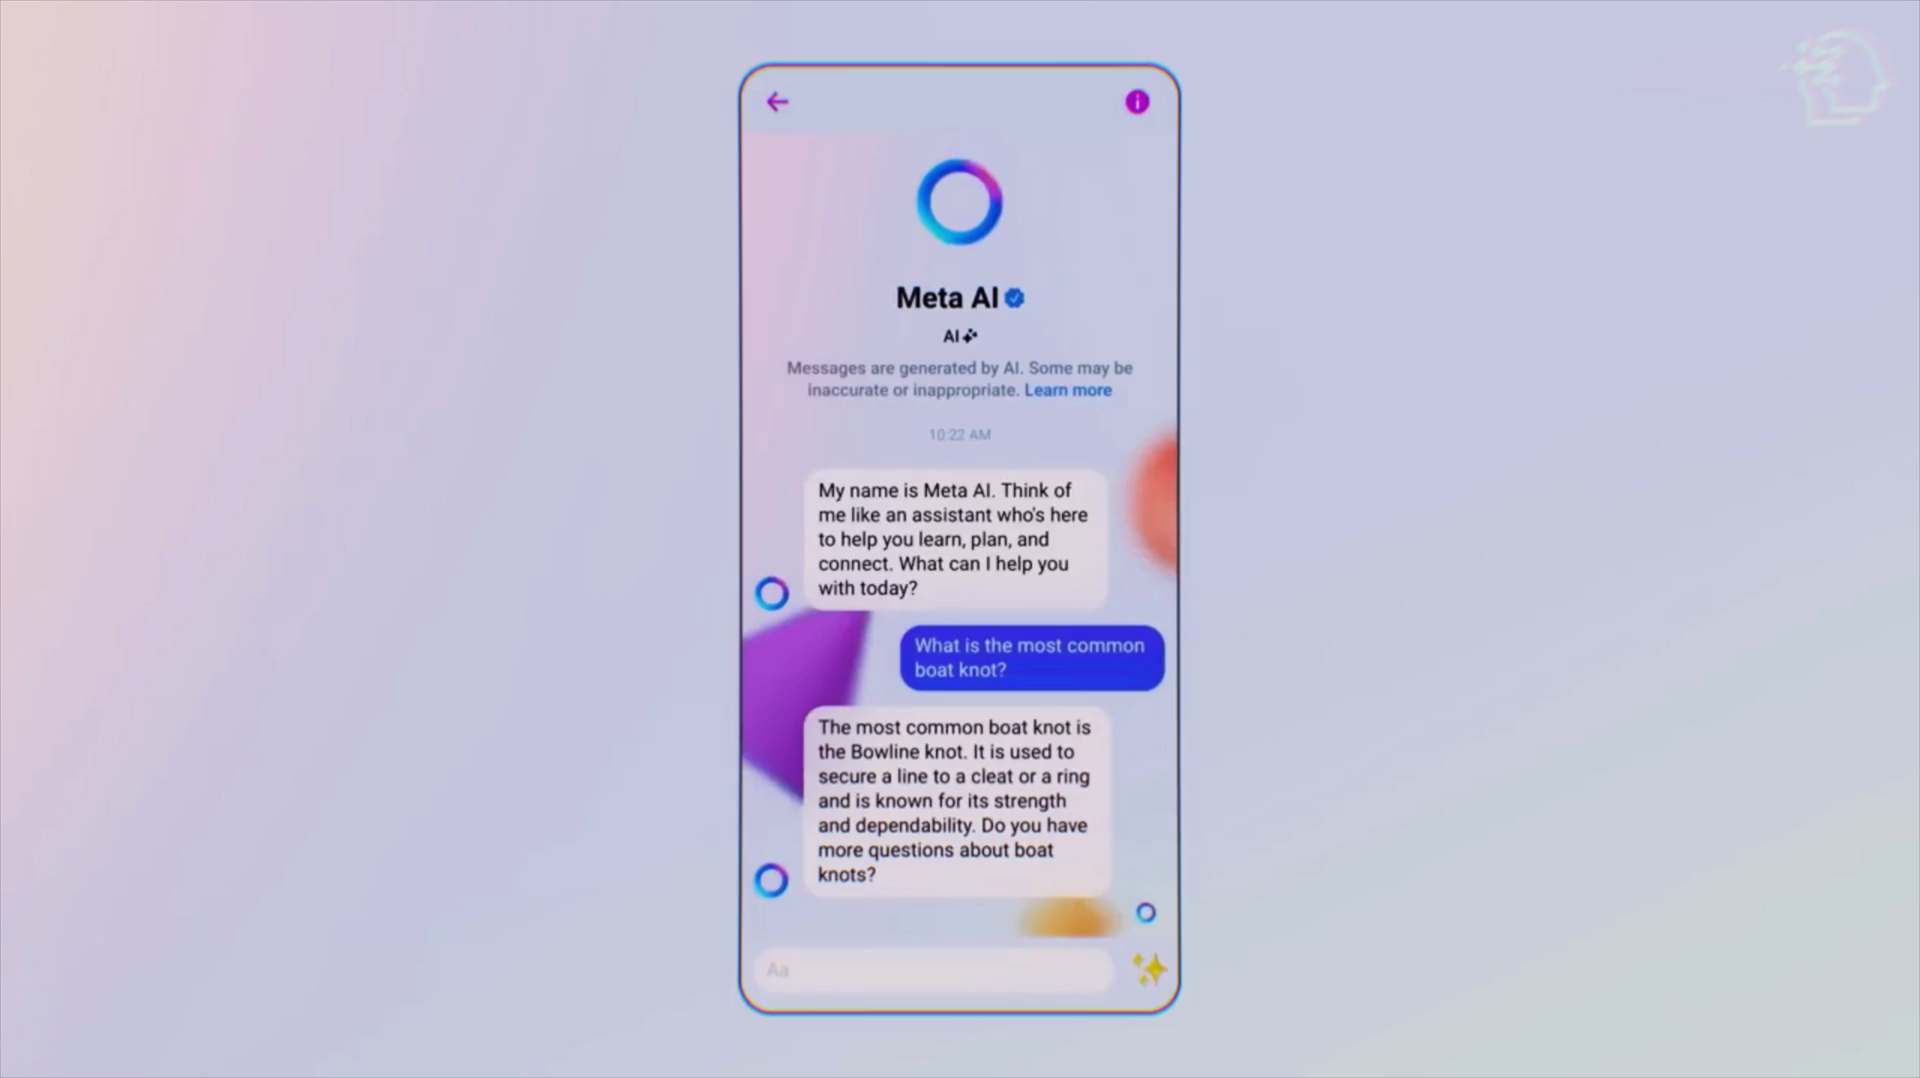 Meta AI
AI
Messages are generated by AI. Some may be
inaccurate or inappropriate. Learn more
10:22 AM
My name is Meta AI. Think of
me like an assistant who's here
to help you learn, plan, and
connect. What can I help you
with today?
What is the most common
boat knot?
The most common boat knot is
the Bowline knot. It is used to
secure a line to a cleat or a ring
and is known for its strength
and dependability. Do you have
more questions about boat
knots?
Aa